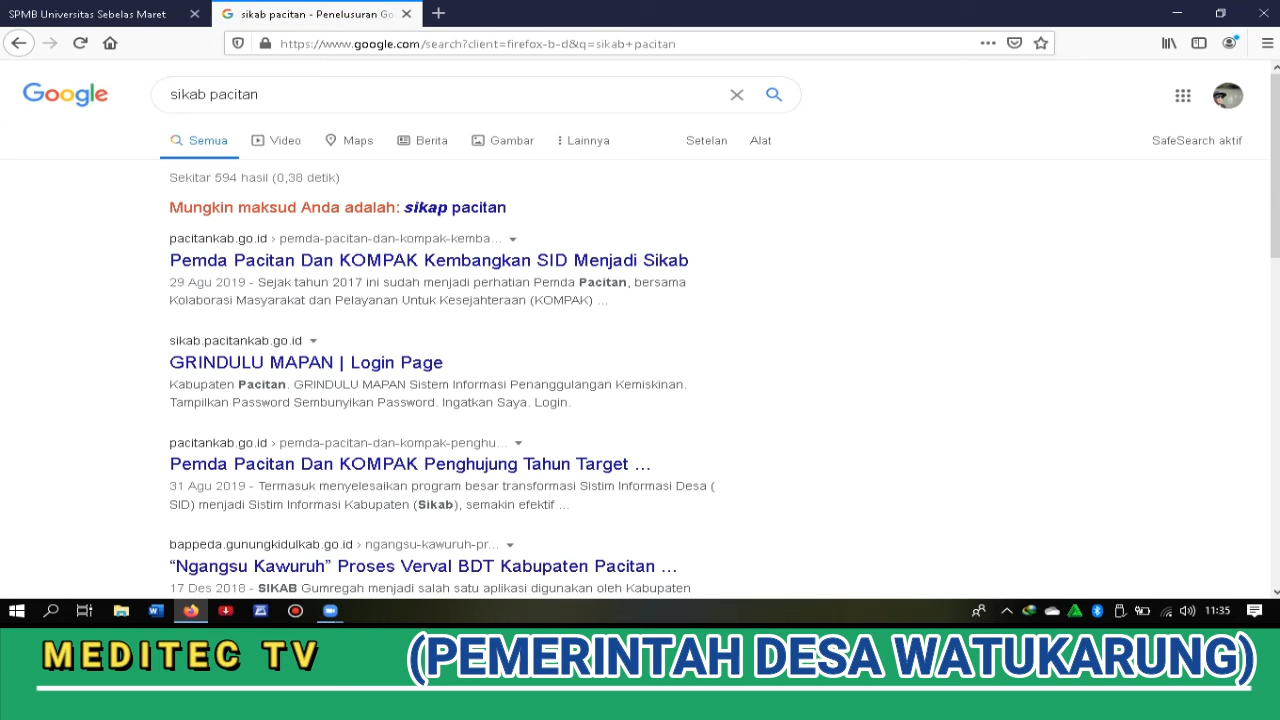 SPMB Universitas Sebelas Maret
sikab pacitan - Penelusuran Go
https://www.google.com/search?client=firefox-b-d&q=sikab+pacitan
Google
sikab pacitan
Semua Video Maps Berita Gambar Lainnya Setelan Alat SafeSearch aktif
Sekitar 594 hasil (0,38 detik)
Mungkin maksud Anda adalah: sikap pacitan
pacitankab.go.id › pemda-pacitan-dan-kompak-kemba...
Pemda Pacitan Dan KOMPAK Kembangkan SID Menjadi Sikab
29 Agu 2019 - Sejak tahun 2017 ini sudah menjadi perhatian Pemda Pacitan, bersama
Kolaborasi Masyarakat dan Pelayanan Untuk Kesejahteraan (KOMPAK) ...
sikab.pacitankab.go.id
GRINDULU MAPAN | Login Page
Kabupaten Pacitan. GRINDULU MAPAN Sistem Informasi Penanggulangan Kemiskinan.
Tampilkan Password Sembunyikan Password. Ingatkan Saya. Login.
pacitankab.go.id › pemda-pacitan-dan-kompak-penghu...
Pemda Pacitan Dan KOMPAK Penghujung Tahun Target ...
31 Agu 2019 - Termasuk menyelesaikan program besar transformasi Sistim Informasi Desa (
SID) menjadi Sistim Informasi Kabupaten (Sikab), semakin efektif ...
bappeda.gunungkidulkab.go.id › ngangsu-kawuruh-pr...
“Ngangsu Kawuruh” Proses Verval BDT Kabupaten Pacitan ...
17 Des 2018 - SIKAB Gumregah menjadi salah satu aplikasi digunakan oleh Kabupaten
11:35
MEDITEC TV
(PEMERINTAH DESA WATUKARUNG)